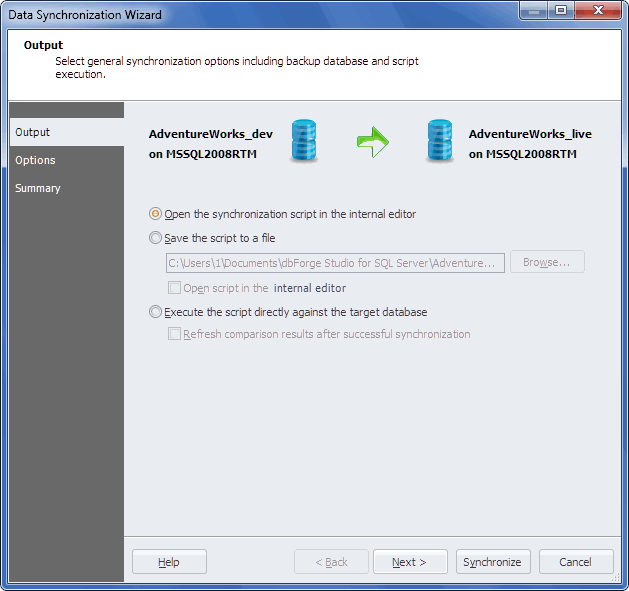 Data Synchronization Wizard
Output
Select general synchronization options including backup database and script
execution.
Output
Options
Summary
AdventureWorks_dev
on MSSQL2008RTM
AdventureWorks_live
on MSSQL2008RTM
Open the synchronization script in the internal editor
Save the script to a file
C:\Users\1\Documents\dbForge Studio for SQL Server\Adventure...
Browse...
Open script in the internal editor
Execute the script directly against the target database
Refresh comparison results after successful synchronization
Help
< Back
Next >
Synchronize
Cancel